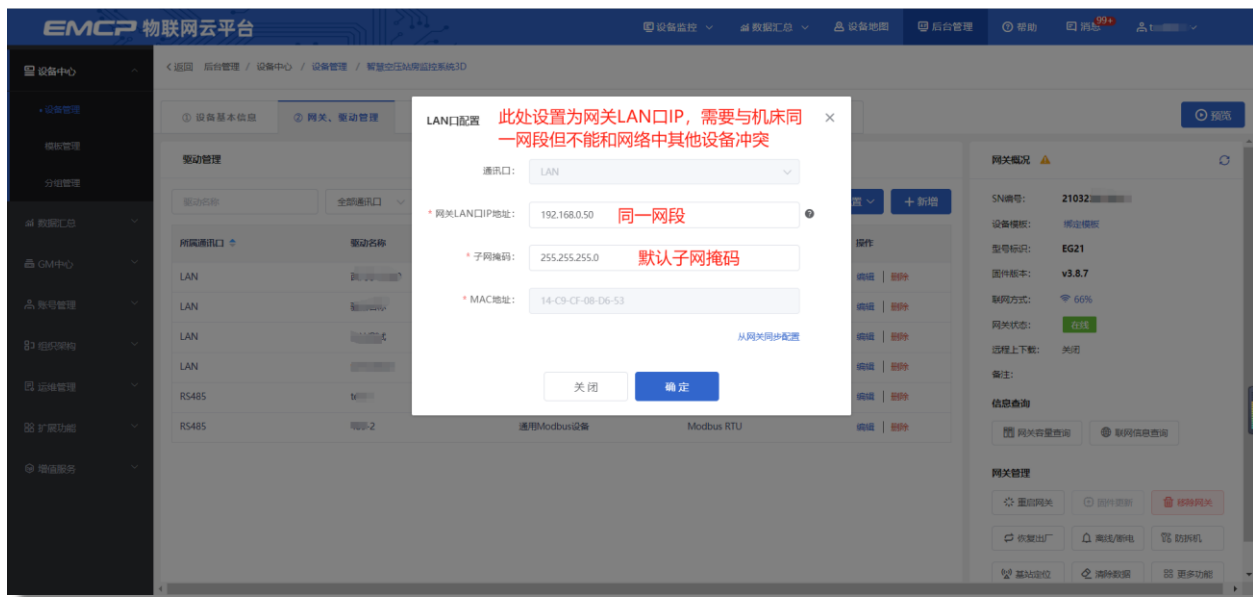 EMCP 物联网云平台
设备监控
数据汇总
设备地图
后台管理
帮助
消息
99+
设备中心
设备管理
模板管理
分组管理
数据汇总
GM中心
账号管理
组织架构
运维管理
扩展功能
增值服务
返回 后台管理 / 设备中心 / 设备管理 / 智慧空压站房监控系统3D
① 设备基本信息
② 网关、驱动管理
预览
驱动管理
驱动名称
全部通讯口
置
新增
所属通讯口
驱动名称
操作
LAN
编辑 | 删除
LAN
编辑 | 删除
LAN
编辑 | 删除
LAN
编辑 | 删除
RS485
编辑 | 删除
RS485
-2
通用Modbus设备
Modbus RTU
编辑 | 删除
LAN口配置
此处设置为网关LAN口IP，需要与机床同
一网段但不能和网络中其他设备冲突
通讯口：
LAN
* 网关LAN口IP地址：
192.168.0.50
同一网段
* 子网掩码：
255.255.255.0
默认子网掩码
* MAC地址：
14-C9-CF-08-D6-53
从网关同步配置
关 闭
确 定
网关概况
SN编号： 21032
设备模板： 绑定模板
型号标识： EG21
固件版本： v3.8.7
联网方式： 66%
网关状态： 在线
远程上下载： 关闭
备注：
信息查询
网关容量查询
联网信息查询
网关管理
重启网关
固件更新
移除网关
恢复出厂
离线/断电
防拆机
基站定位
清除数据
更多功能